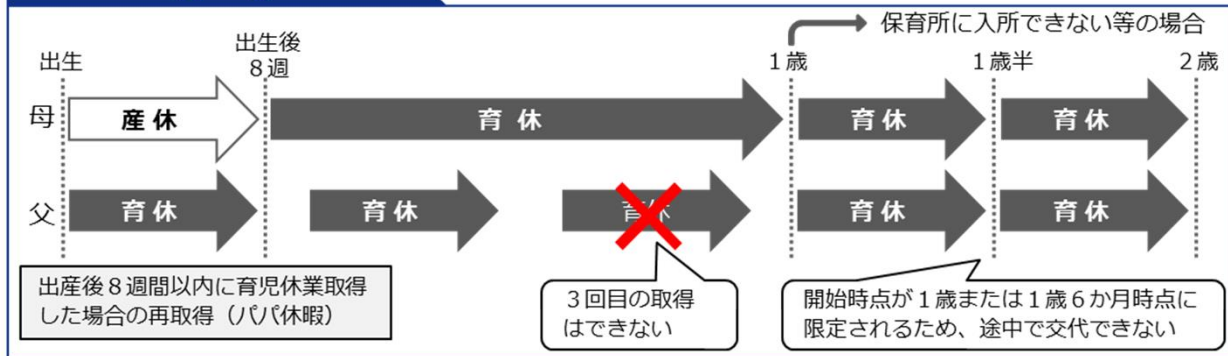 保育所に入所できない等の場合
出生
出生後
8週
1歳
1歳半
2歳
母
産休
育休
育休
育休
父
育休
育休
育休
育休
育休
出産後8週間以内に育児休業取得
した場合の再取得（パパ休暇）
3回目の取得
はできない
開始時点が1歳または1歳6か月時点に
限定されるため、途中で交代できない